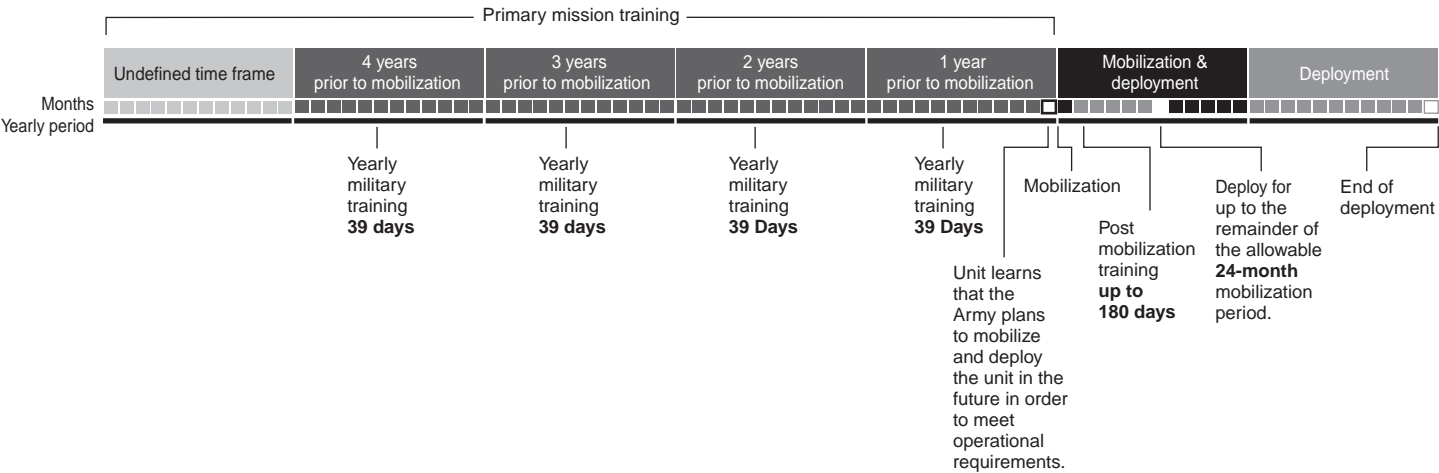 Primary mission training
Undefined time frame
4 years
prior to mobilization
3 years
prior to mobilization
2 years
prior to mobilization
1 year
prior to mobilization
Mobilization &
deployment
Deployment
Months
Yearly period
Yearly
military
training
39 days
Yearly
military
training
39 days
Yearly
military
training
39 Days
Yearly
military
training
39 Days
Unit learns
that the
Army plans
to mobilize
and deploy
the unit in the
future in order
to meet
operational
requirements.
Mobilization
Post
mobilization
training
up to
180 days
Deploy for
up to the
remainder of
the allowable
24-month
mobilization
period.
End of
deployment